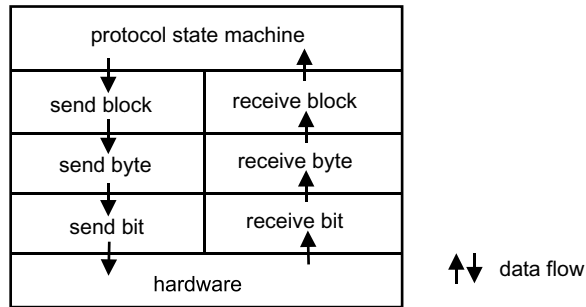 protocol state machine
send block
receive block
send byte
receive byte
send bit
receive bit
hardware
data flow